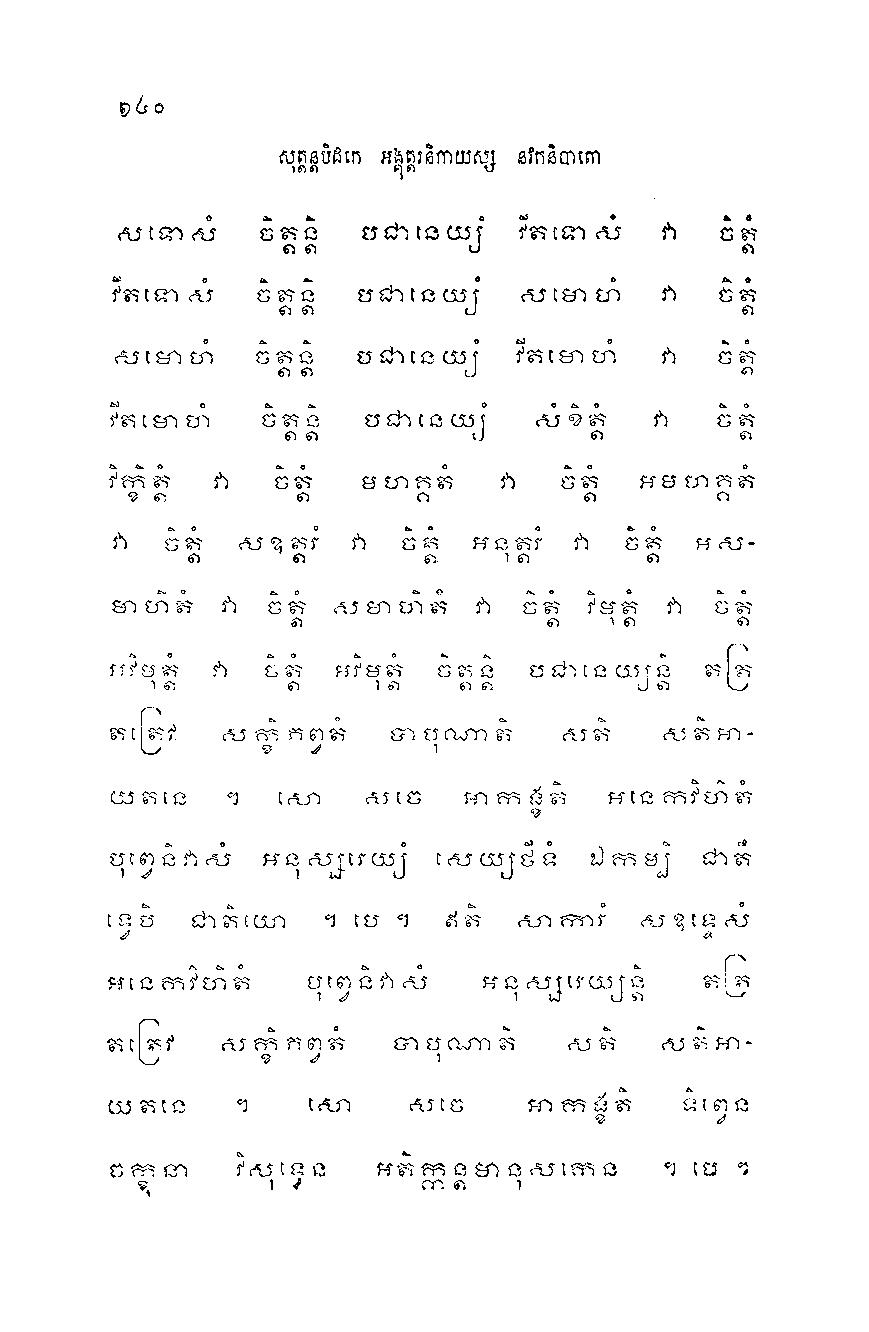 ២៤០
សុត្តន្តបិដកេ អង្គុត្តរនិកាយស្ស នវកនិបាតោ
សទោសំ ចិត្តន្តិ បជានេយ្យំ វីតទោសំ វា ចិត្តំ
វីតទោសំ ចិត្តន្តិ បជានេយ្យំ សមោហំ វា ចិត្តំ
សមោហំ ចិត្តន្តិ បជានេយ្យំ វីតមោហំ វា ចិត្តំ
វីតមោហំ ចិត្តន្តិ បជានេយ្យំ សំខិត្តំ វា ចិត្តំ
វិក្ខិត្តំ វា ចិត្តំ មហគ្គតំ វា ចិត្តំ អមហគ្គតំ
វា ចិត្តំ សឧត្តរំ វា ចិត្តំ អនុត្តរំ វា ចិត្តំ អស-
មាហិតំ វា ចិត្តំ សមាហិតំ វា ចិត្តំ វិមុត្តំ វា ចិត្តំ
អវិមុត្តំ វា ចិត្តំ អវិមុត្តំ ចិត្តន្តិ បជានេយ្យន្តិ តត្រ
តត្រេវ សក្ខិកព្វតំ បាបុណាតិ សតិ សតិអា-
យតនេ ។ សោ សចេ អាកង្ខតិ អនេកវិហិតំ
បុព្វេនិវាសំ អនុស្សរេយ្យំ សេយ្យថីទំ ឯកម្បិ ជាតឹ
ទ្វេបិ ជាតិយោ ។ បេ ។ ឥតិ សាការំ សឧទ្ទេសំ
អនេកវិហិតំ បុព្វេនិវាសំ អនុស្សរេយ្យន្តិ តត្រ
តត្រេវ សក្ខិកព្វតំ បាបុណាតិ សតិ សតិអា-
យតនេ ។ សោ សចេ អាកង្ខតិ ទិព្វេន
ចក្ខុនា វិសុទ្ធេន អតិក្កន្តមានុសកេន ។ បេ ។